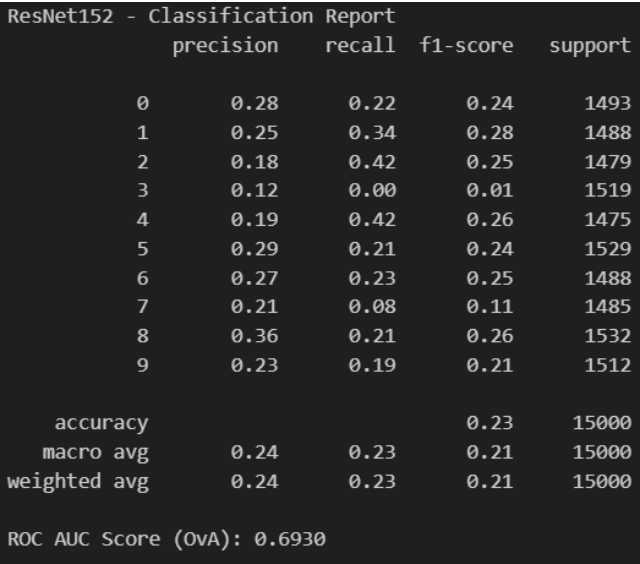 ResNet152 - Classification Report
precision recall f1-score support
0 0.28 0.22 0.24 1493
1 0.25 0.34 0.28 1488
2 0.18 0.42 0.25 1479
3 0.12 0.00 0.01 1519
4 0.19 0.42 0.26 1475
5 0.29 0.21 0.24 1529
6 0.27 0.23 0.25 1488
7 0.21 0.08 0.11 1485
8 0.36 0.21 0.26 1532
9 0.23 0.19 0.21 1512
accuracy 0.23 15000
macro avg 0.24 0.23 0.21 15000
weighted avg 0.24 0.23 0.21 15000
ROC AUC Score (OvA): 0.6930